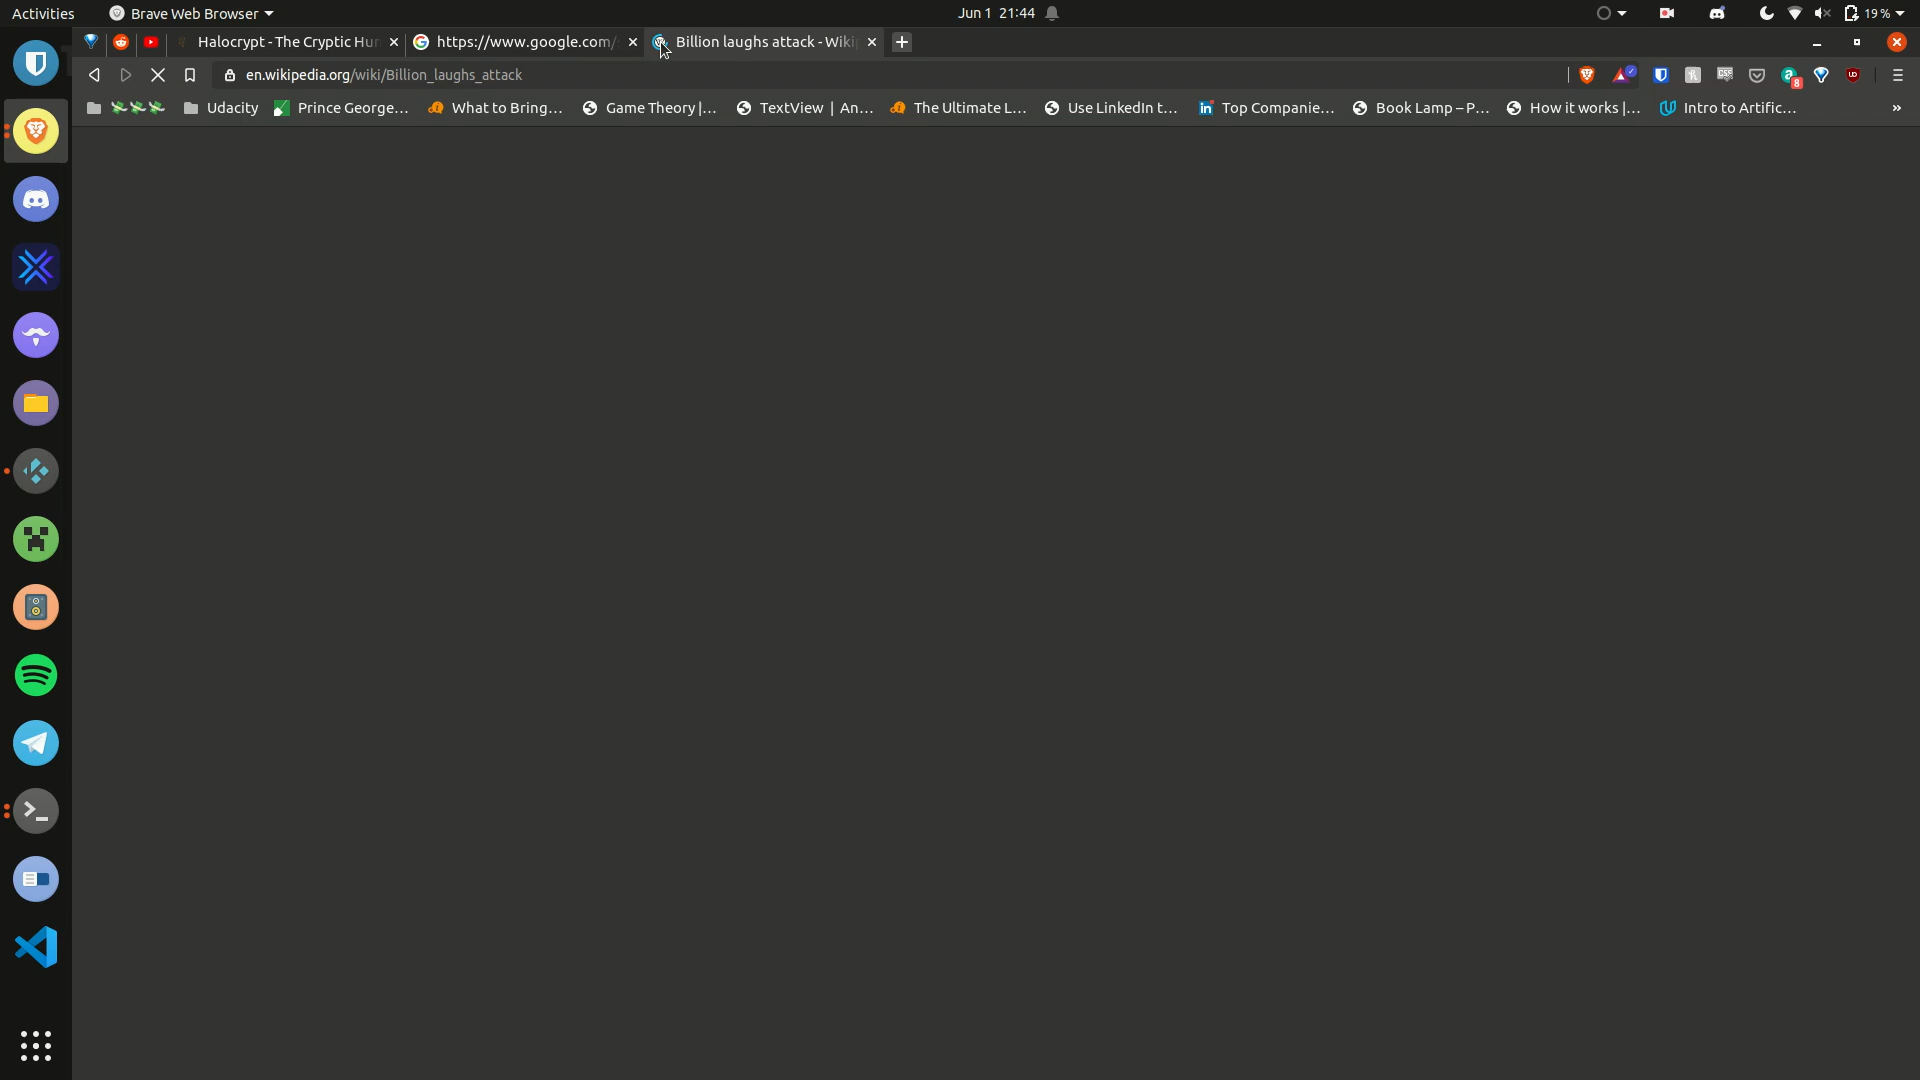 Activities
Brave Web Browser
Jun 1 21:44
19 %
Halocrypt - The Cryptic Hun
https://www.google.com/
Billion laughs attack - Wiki
en.wikipedia.org/wiki/Billion_laughs_attack
8
Udacity
Prince George...
What to Bring...
Game Theory |...
TextView | An...
The Ultimate L...
Use LinkedIn t...
Top Companie...
Book Lamp – P...
How it works |...
Intro to Artific...
»